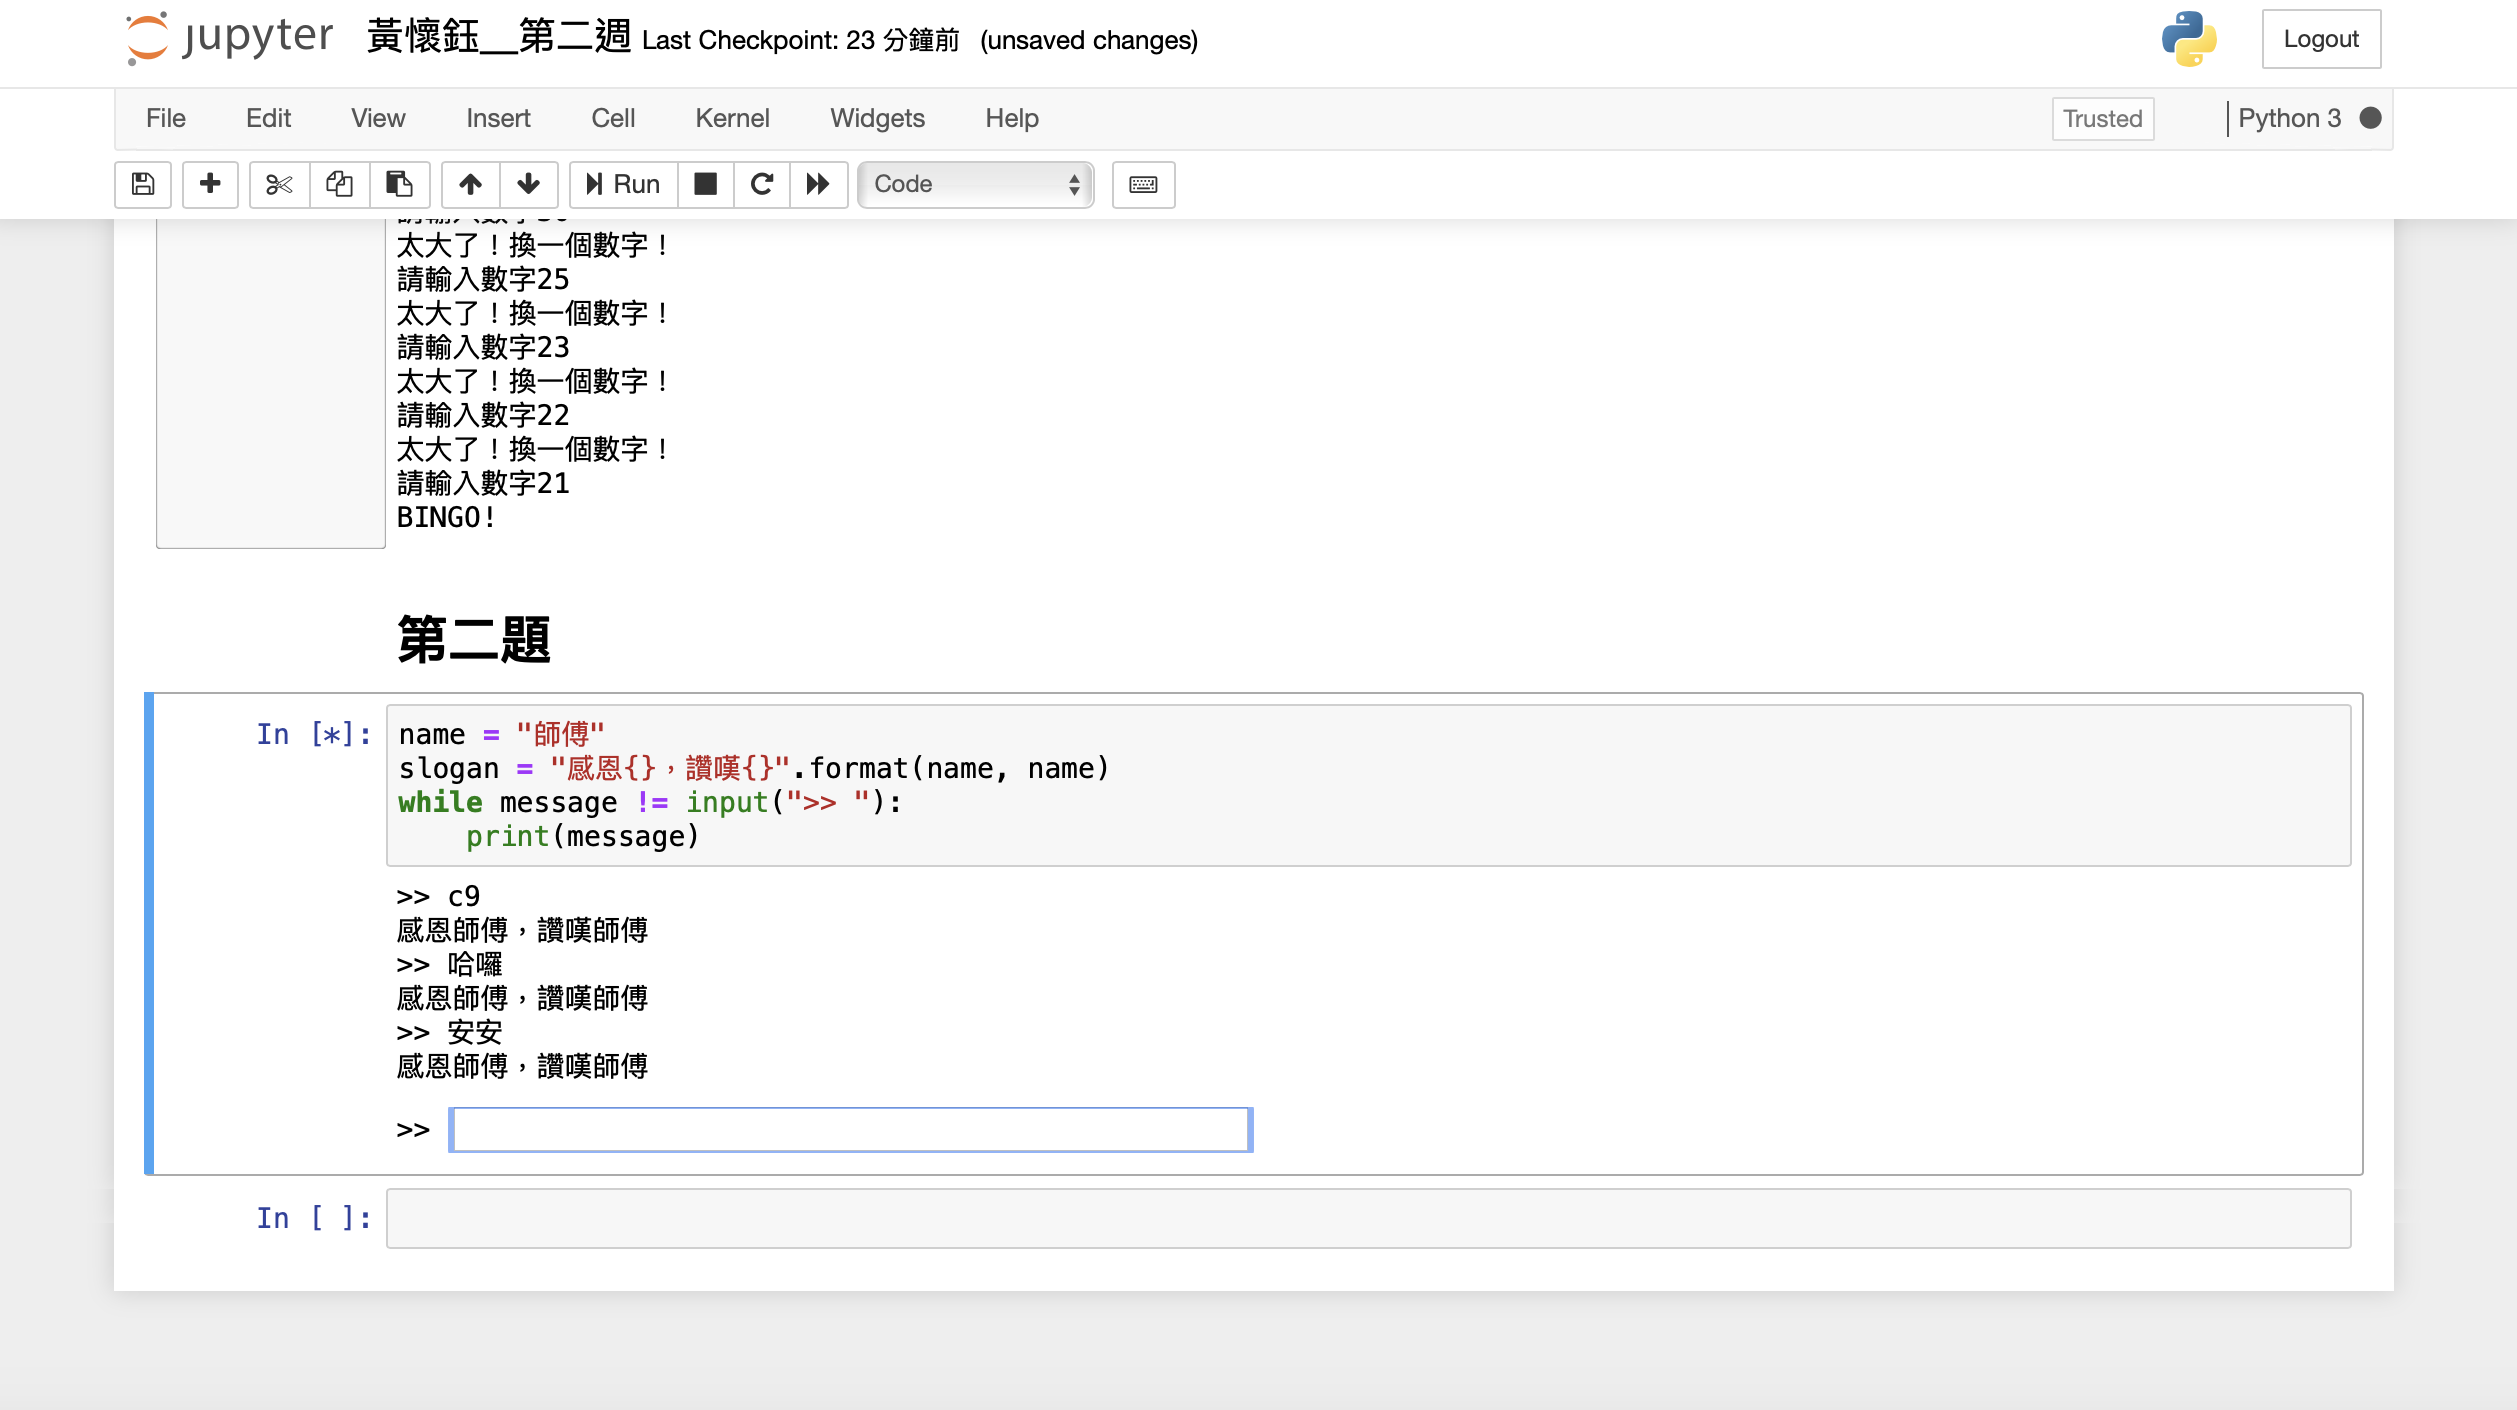 jupyter 黃懷鈺__第二週 Last Checkpoint: 23 分鐘前 (unsaved changes) Logout
File Edit View Insert Cell Kernel Widgets Help Trusted Python 3
Run Code
太大了！換一個數字！
請輸入數字25
太大了！換一個數字！
請輸入數字23
太大了！換一個數字！
請輸入數字22
太大了！換一個數字！
請輸入數字21
BINGO!
第二題
In [*]: name = "師傅"
slogan = "感恩{}，讚嘆{}".format(name, name)
while message != input(">> "):
    print(message)
>> c9
感恩師傅，讚嘆師傅
>> 哈囉
感恩師傅，讚嘆師傅
>> 安安
感恩師傅，讚嘆師傅
>>
In [ ]: